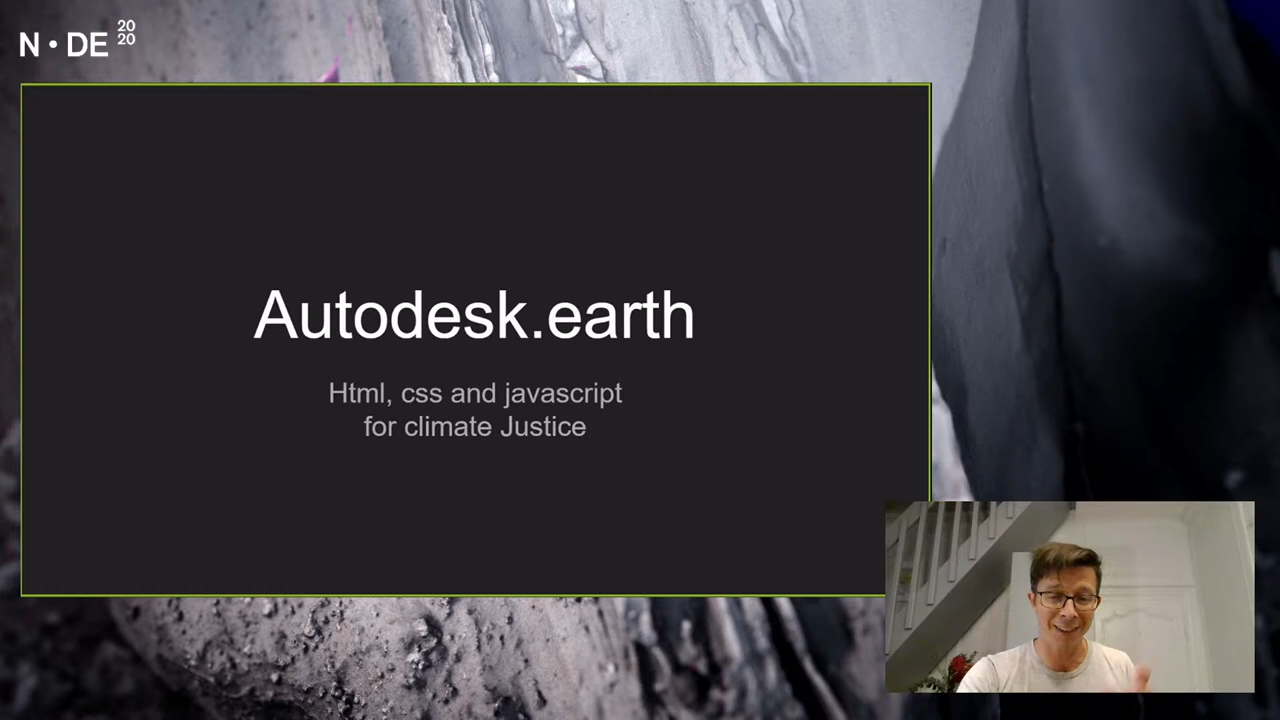 N•DE 20
20
Autodesk.earth
Html, css and javascript
for climate Justice